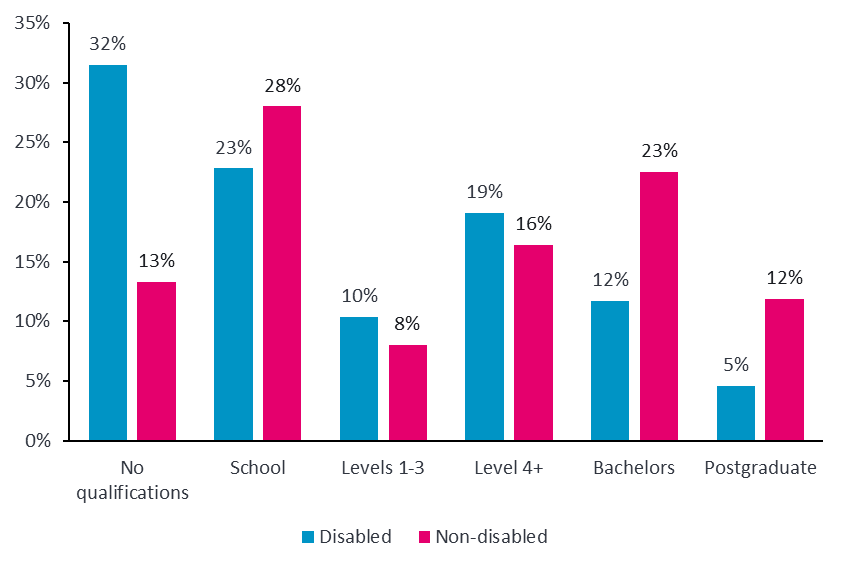 35%
30%
25%
20%
15%
10%
5%
0%
32%
13%
23%
28%
10%
8%
19%
16%
12%
23%
5%
12%
No
qualifications
School
Levels 1-3
Level 4+
Bachelors
Postgraduate
Disabled
Non-disabled